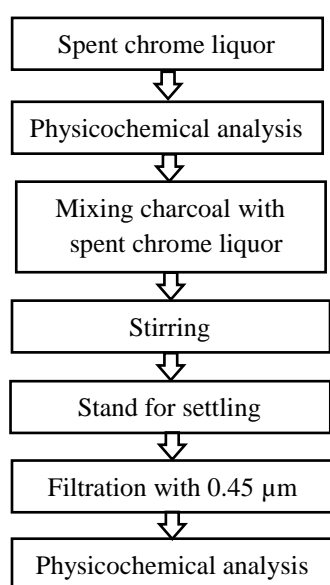 Spent chrome liquor
Physicochemical analysis
Mixing charcoal with
spent chrome liquor
Stirring
Stand for settling
Filtration with 0.45 µm
Physicochemical analysis